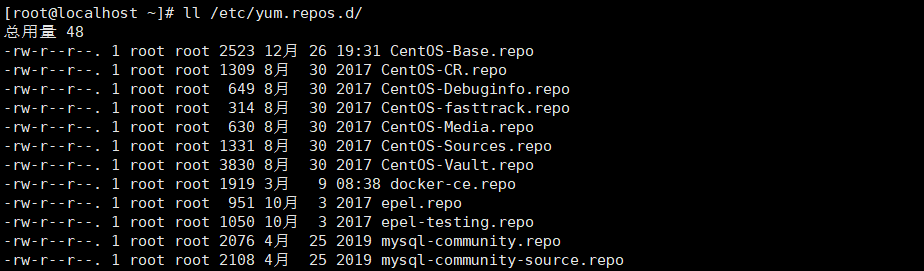 [root@localhost ~]# ll /etc/yum.repos.d/
总用量 48
-rw-r--r--. 1 root root 2523 12月 26 19:31 CentOS-Base.repo
-rw-r--r--. 1 root root 1309 8月  30 2017 CentOS-CR.repo
-rw-r--r--. 1 root root  649 8月  30 2017 CentOS-Debuginfo.repo
-rw-r--r--. 1 root root  314 8月  30 2017 CentOS-fasttrack.repo
-rw-r--r--. 1 root root  630 8月  30 2017 CentOS-Media.repo
-rw-r--r--. 1 root root 1331 8月  30 2017 CentOS-Sources.repo
-rw-r--r--. 1 root root 3830 8月  30 2017 CentOS-Vault.repo
-rw-r--r--. 1 root root 1919 3月   9 08:38 docker-ce.repo
-rw-r--r--. 1 root root  951 10月  3 2017 epel.repo
-rw-r--r--. 1 root root 1050 10月  3 2017 epel-testing.repo
-rw-r--r--. 1 root root 2076 4月  25 2019 mysql-community.repo
-rw-r--r--. 1 root root 2108 4月  25 2019 mysql-community-source.repo